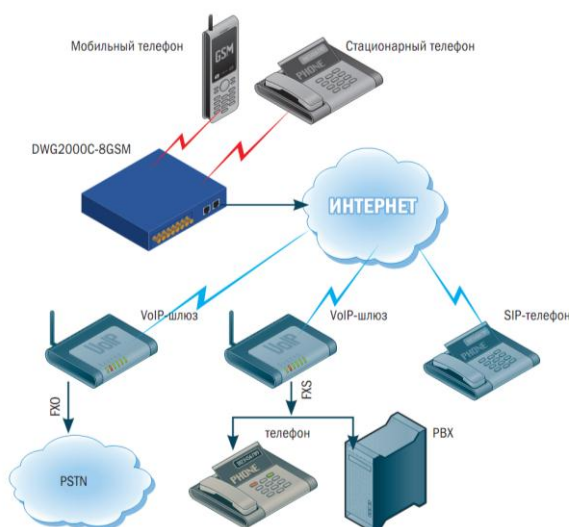 Мобильный телефон
Стационарный телефон
GSM
PHONE
DWG2000C-8GSM
ИНТЕРНЕТ
VoIP-шлюз
VoIP-шлюз
SIP-телефон
VoIP
VoIP
PHONE
FXO
FXS
телефон
PBX
PHONE
PSTN